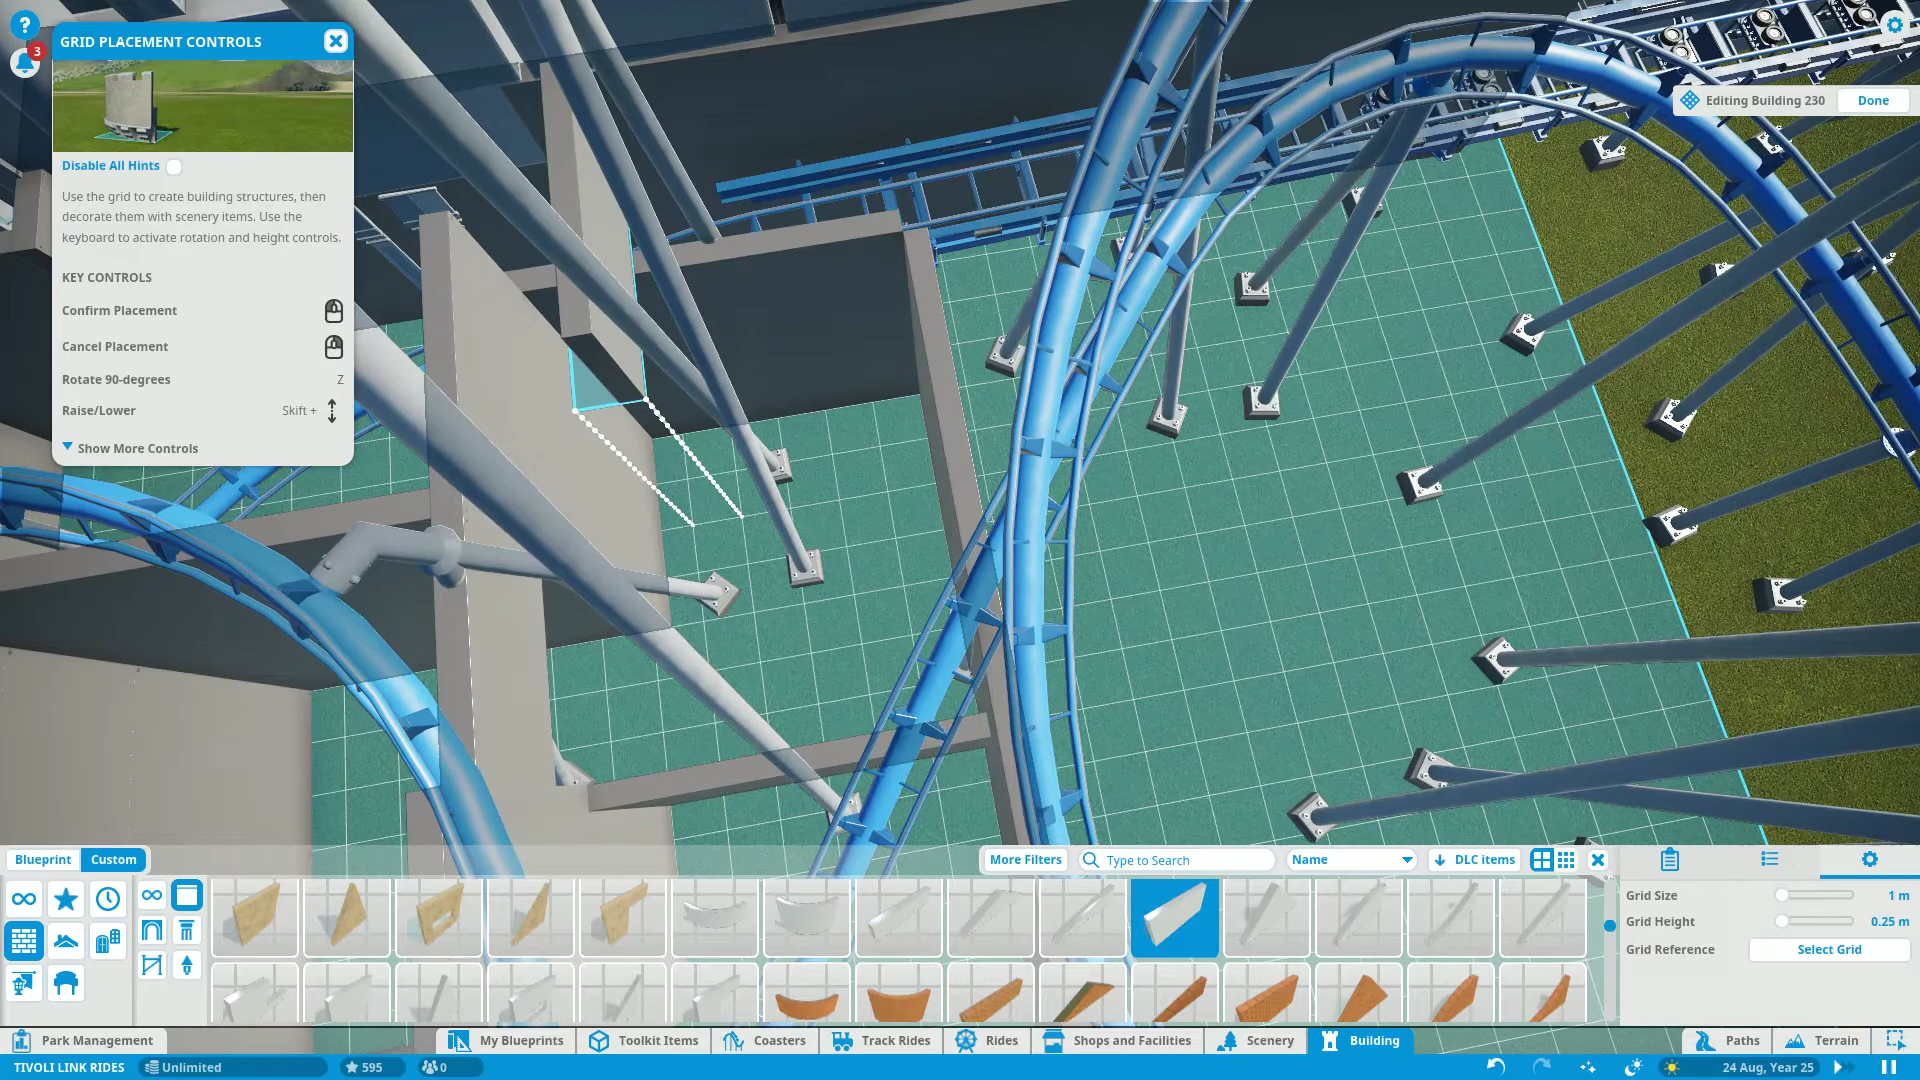 ?
3
GRID PLACEMENT CONTROLS
Disable All Hints
Use the grid to create building structures, then
decorate them with scenery items. Use the
keyboard to activate rotation and height controls.
KEY CONTROLS
Confirm Placement
Cancel Placement
Rotate 90-degrees Z
Raise/Lower Skift +
Show More Controls
Editing Building 230 Done
Blueprint Custom
More Filters Type to Search Name DLC items
Grid Size 1 m
Grid Height 0.25 m
Grid Reference Select Grid
Park Management My Blueprints Toolkit Items Coasters Track Rides Rides Shops and Facilities Scenery Building Paths Terrain
TIVOLI LINK RIDES Unlimited 595 0 24 Aug, Year 25